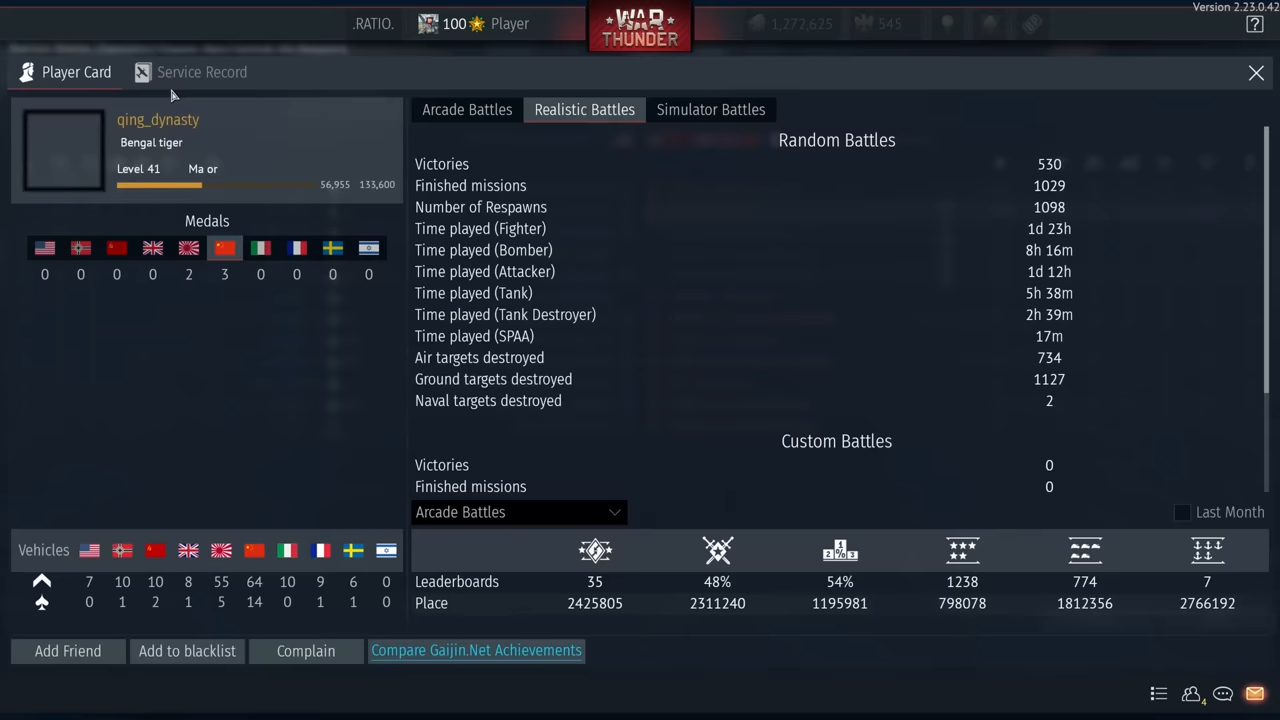 Version 2.23.0.42
.RATIO. 100 Player
WAR THUNDER
1,272,625 545
?
Player Card Service Record
qing_dynasty
Bengal tiger
Level 41 Ma or
56,955 133,600
Medals
0 0 0 0 2 3 0 0 0 0
Arcade Battles Realistic Battles Simulator Battles
Random Battles
Victories 530
Finished missions 1029
Number of Respawns 1098
Time played (Fighter) 1d 23h
Time played (Bomber) 8h 16m
Time played (Attacker) 1d 12h
Time played (Tank) 5h 38m
Time played (Tank Destroyer) 2h 39m
Time played (SPAA) 17m
Air targets destroyed 734
Ground targets destroyed 1127
Naval targets destroyed 2
Custom Battles
Victories 0
Finished missions 0
Arcade Battles Last Month
Vehicles
7 10 10 8 55 64 10 9 6 0
0 1 2 1 5 14 0 1 1 0
1 2 % 3
Leaderboards 35 48% 54% 1238 774 7
Place 2425805 2311240 1195981 798078 1812356 2766192
Add Friend Add to blacklist Complain Compare Gaijin.Net Achievements
4